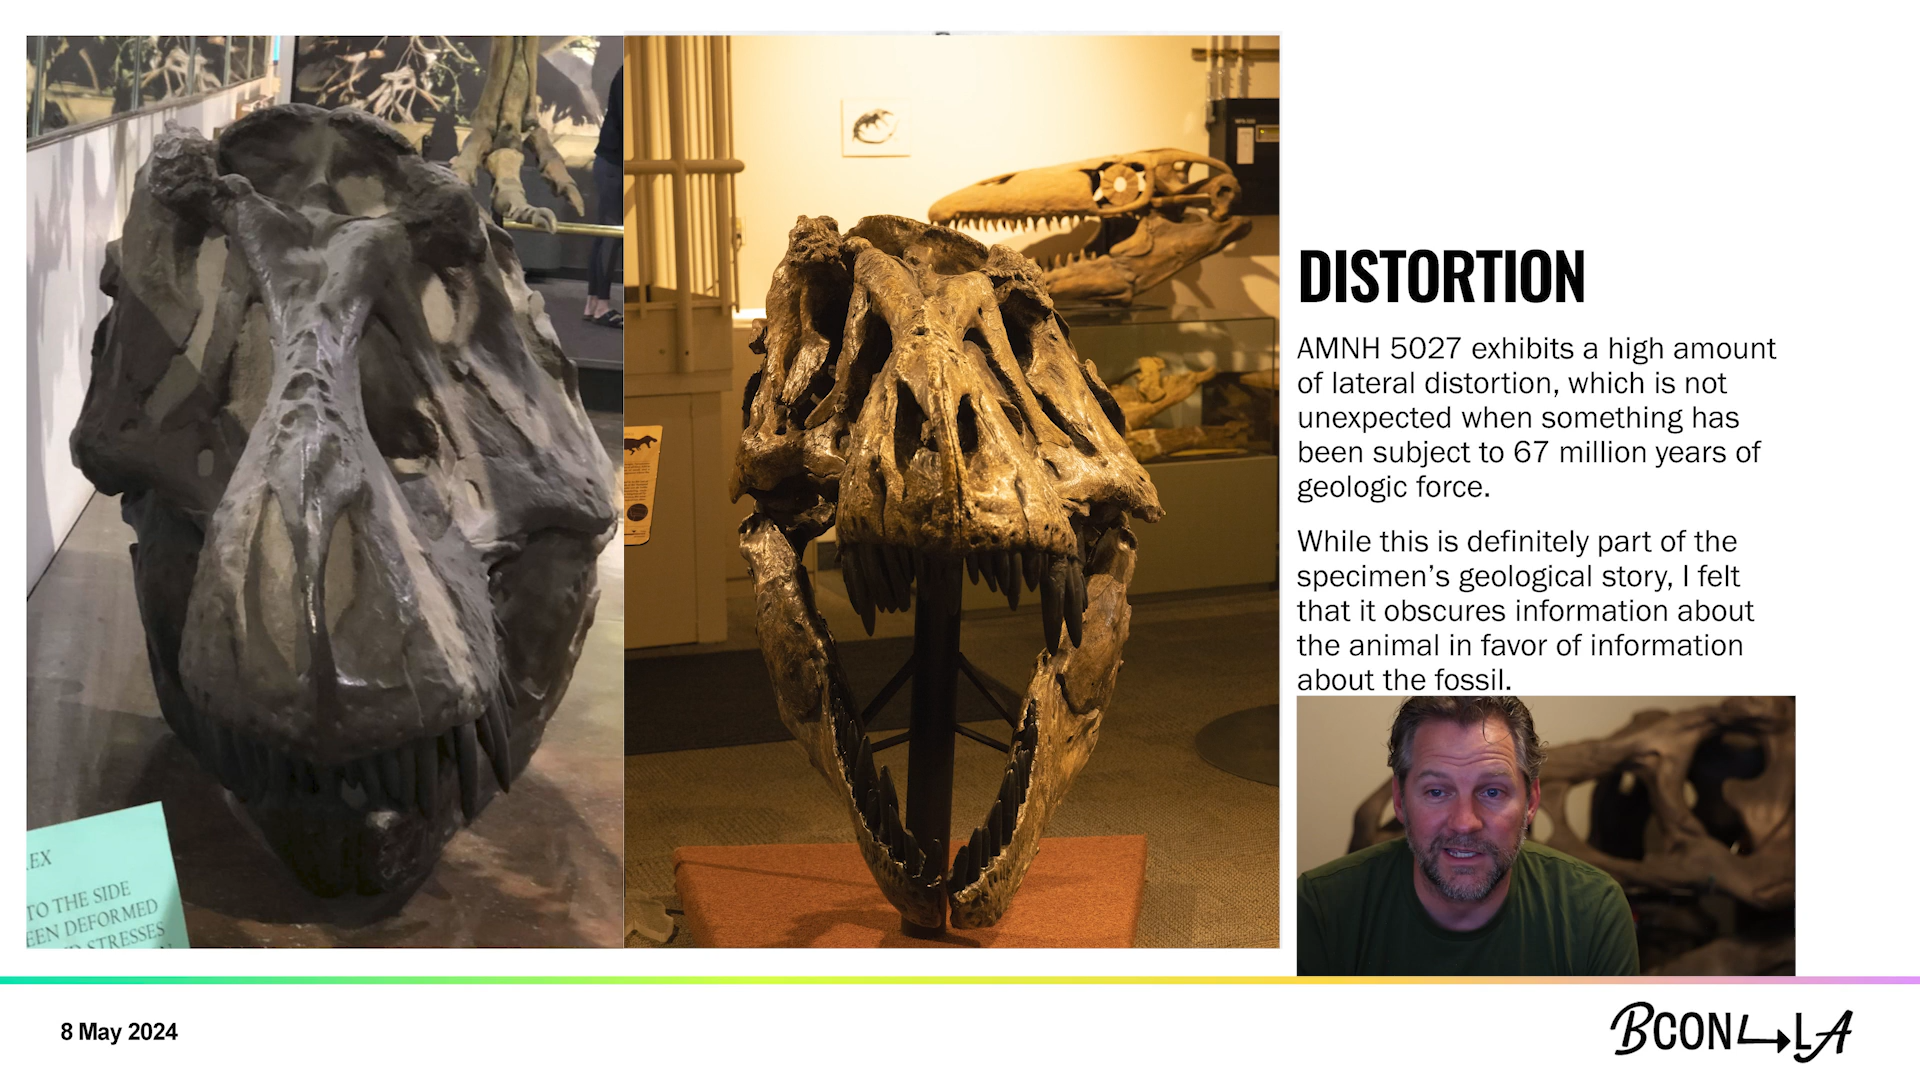 DISTORTION
AMNH 5027 exhibits a high amount
of lateral distortion, which is not
unexpected when something has
been subject to 67 million years of
geologic force.
While this is definitely part of the
specimen's geological story, I felt
that it obscures information about
the animal in favor of information
about the fossil.
EX
TO THE SIDE
EEN DEFORMED
STRESSES
8 May 2024
BCON LA